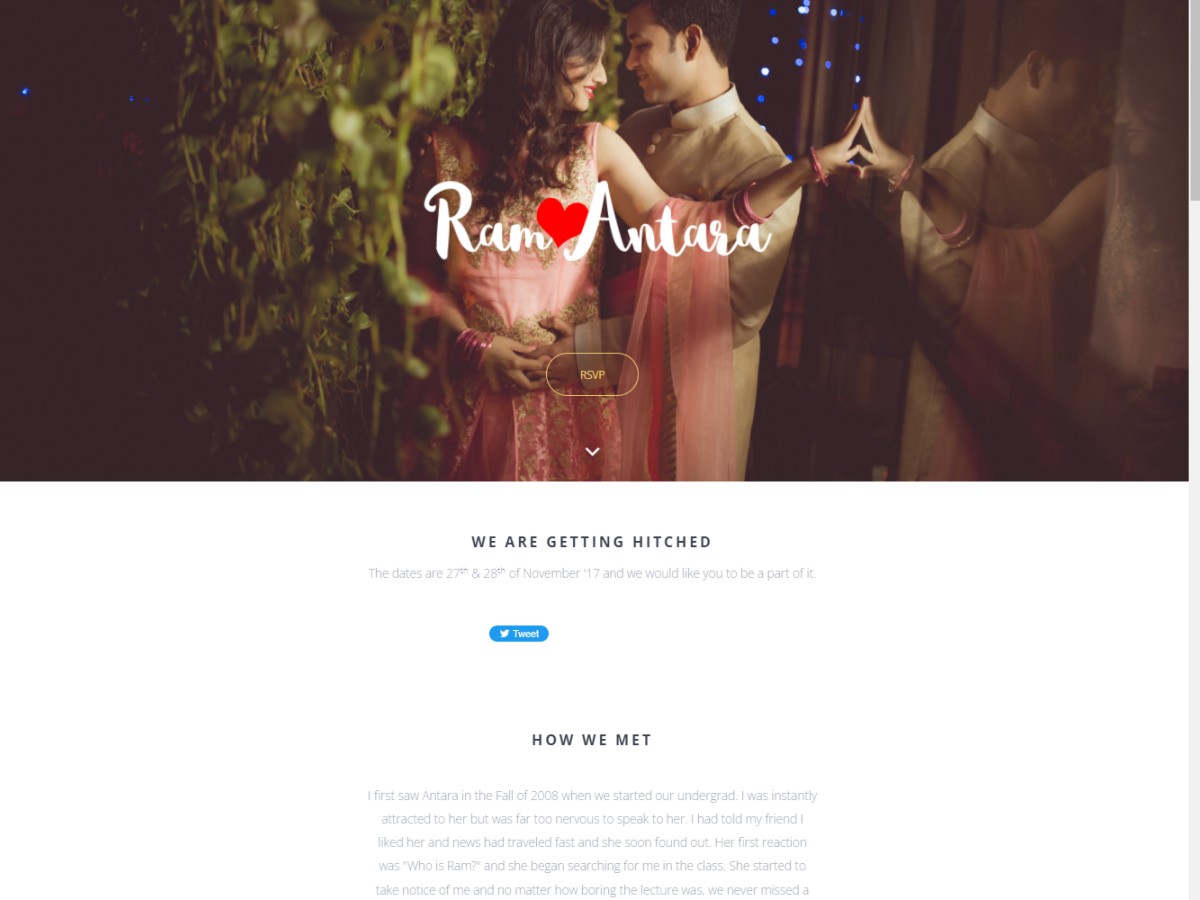 Ram❤Antara
RSVP
WE ARE GETTING HITCHED
The dates are 27th & 28th of November '17 and we would like you to be a part of it.
Tweet
HOW WE MET
I first saw Antara in the Fall of 2008 when we started our undergrad. I was instantly
attracted to her but was far too nervous to speak to her. I had told my friend I
liked her and news had traveled fast and she soon found out. Her first reaction
was "Who is Ram?" and she began searching for me in the class. She started to
take notice of me and no matter how boring the lecture was, we never missed a